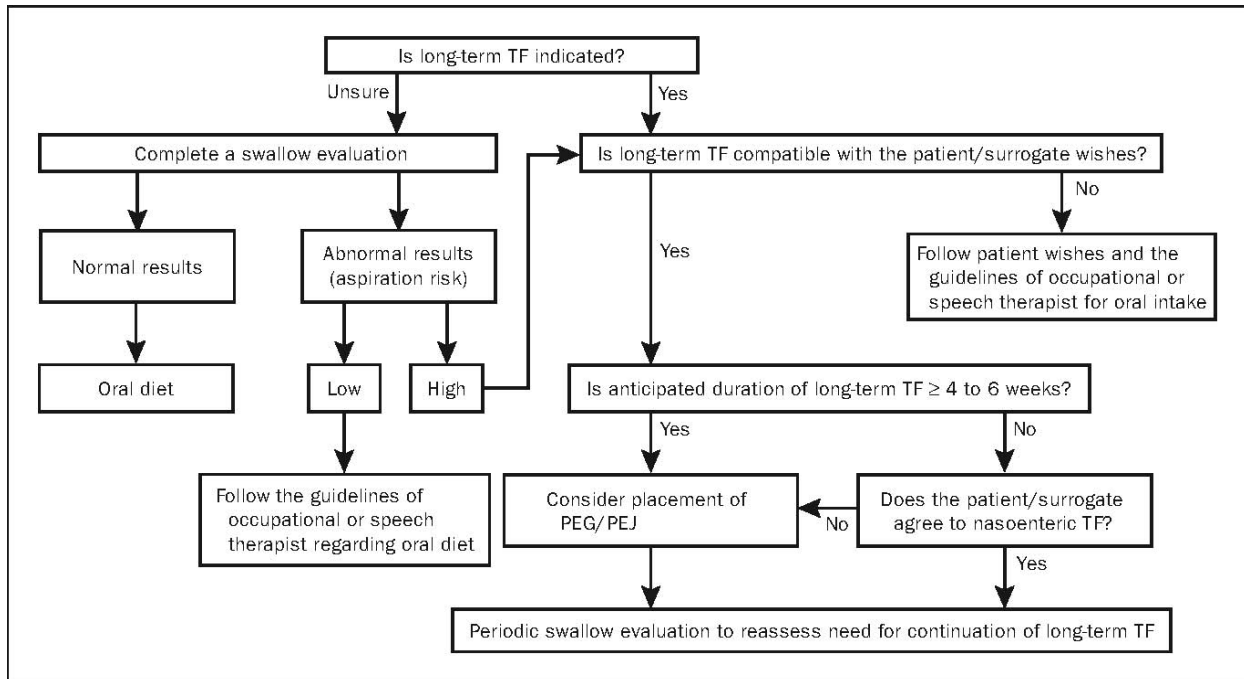 Is long-term TF indicated?
Unsure
Yes
Complete a swallow evaluation
Is long-term TF compatible with the patient/surrogate wishes?
No
Normal results
Abnormal results
(aspiration risk)
Yes
Follow patient wishes and the
guidelines of occupational or
speech therapist for oral intake
Oral diet
Low
High
Is anticipated duration of long-term TF ≥ 4 to 6 weeks?
Yes
No
Follow the guidelines of
occupational or speech
therapist regarding oral diet
Consider placement of
PEG/PEJ
No
Does the patient/surrogate
agree to nasoenteric TF?
Yes
Periodic swallow evaluation to reassess need for continuation of long-term TF